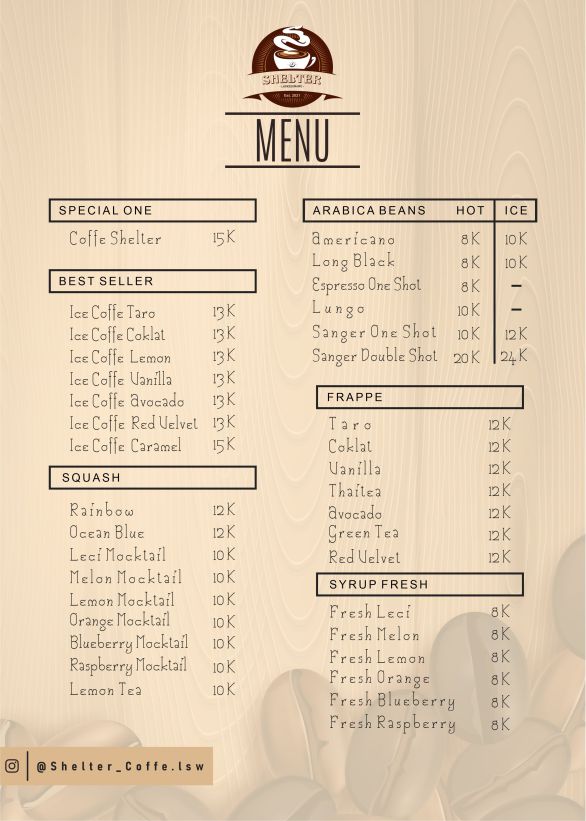 SHELTER
Est. 2021
MENU
SPECIAL ONE
Coffe Shelter 15K
BEST SELLER
Ice Coffe Taro 13K
Ice Coffe Coklat 13K
Ice Coffe Lemon 13K
Ice Coffe Vanilla 13K
Ice Coffe avocado 13K
Ice Coffe Red Velvet 13K
Ice Coffe Caramel 15K
SQUASH
Rainbow 12K
Ocean Blue 12K
Leci Mocktail 10K
Melon Mocktail 10K
Lemon Mocktail 10K
Orange Mocktail 10K
Blueberry Mocktail 10K
Raspberry Mocktail 10K
Lemon Tea 10K
ARABICA BEANS HOT ICE
americano 8K 10K
Long Black 8K 10K
Espresso One Shot 8K –
Lungo 10K –
Sanger One Shot 10K 12K
Sanger Double Shot 20K 24K
FRAPPE
Taro 12K
Coklat 12K
Vanilla 12K
Thaitea 12K
avocado 12K
Green Tea 12K
Red Velvet 12K
SYRUP FRESH
Fresh Leci 8K
Fresh Melon 8K
Fresh Lemon 8K
Fresh Orange 8K
Fresh Blueberry 8K
Fresh Raspberry 8K
@Shelter_Coffe.lsw